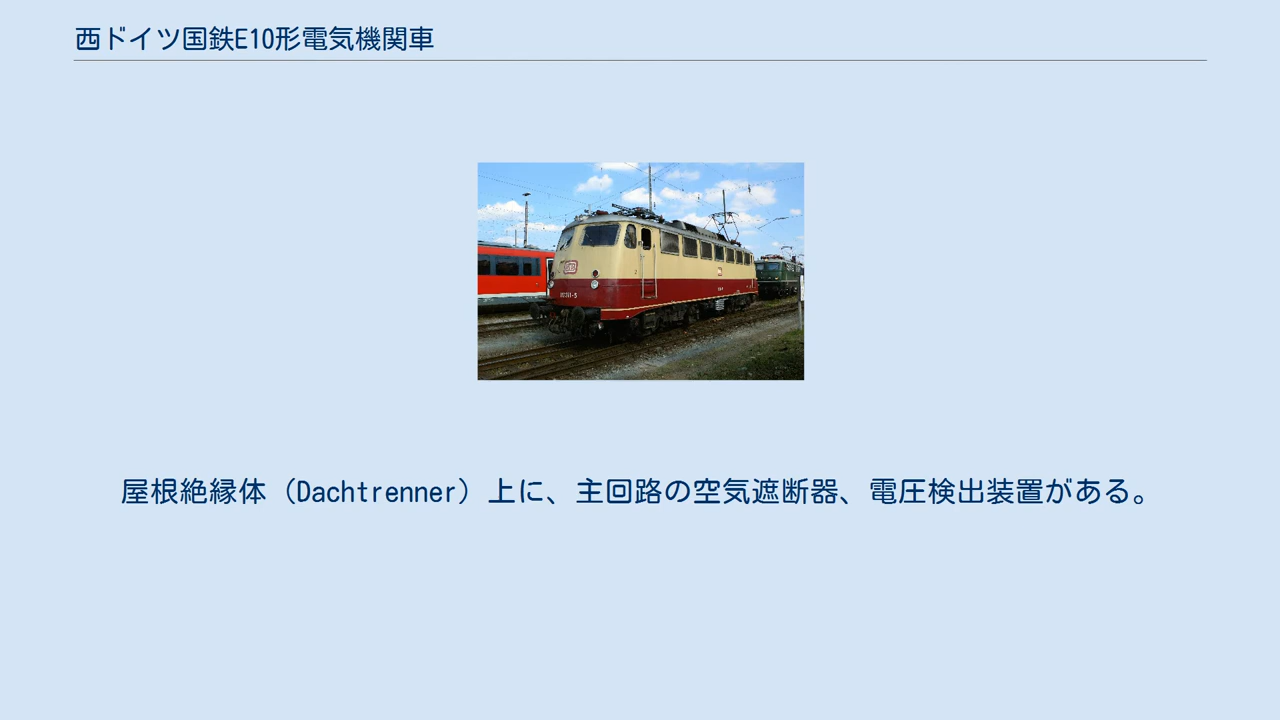 西ドイツ国鉄E10形電気機関車
屋根絶縁体（Dachtrenner）上に、主回路の空気遮断器、電圧検出装置がある。